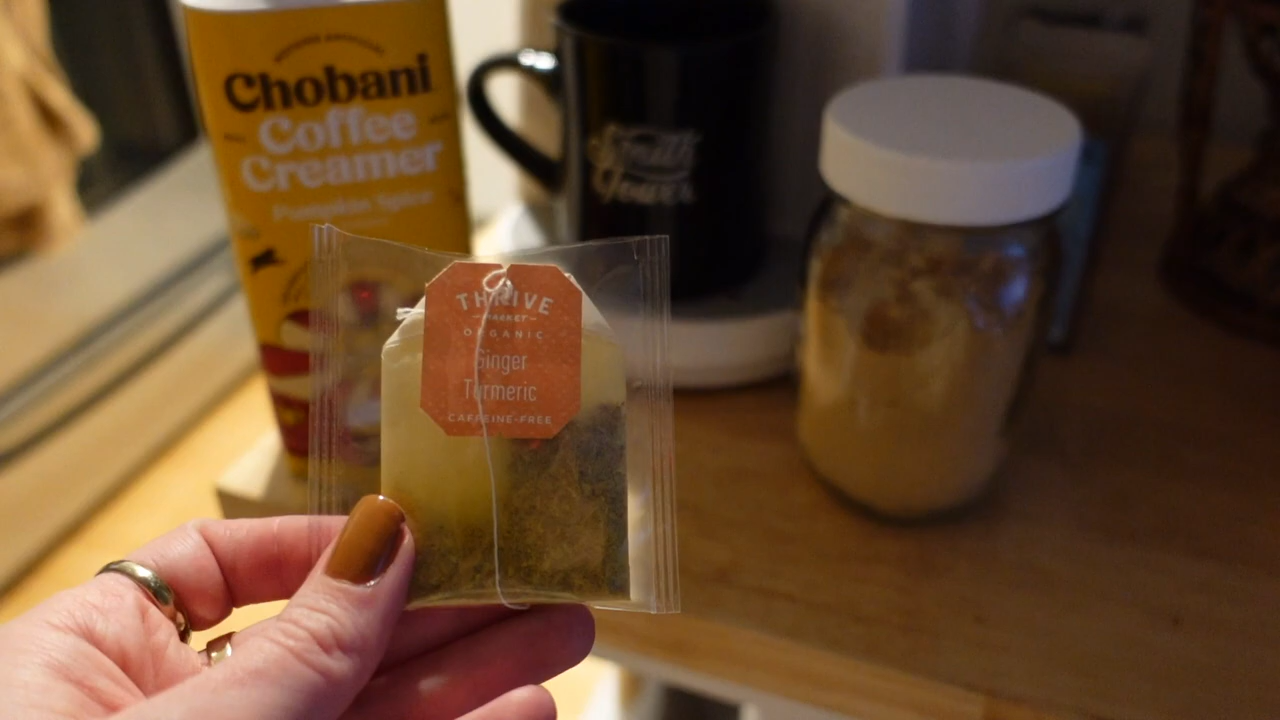 Chobani
Coffee
Creamer
Pumpkin Spice
THRIVE
MARKET
ORGANIC
Ginger
Turmeric
CAFFEINE-FREE